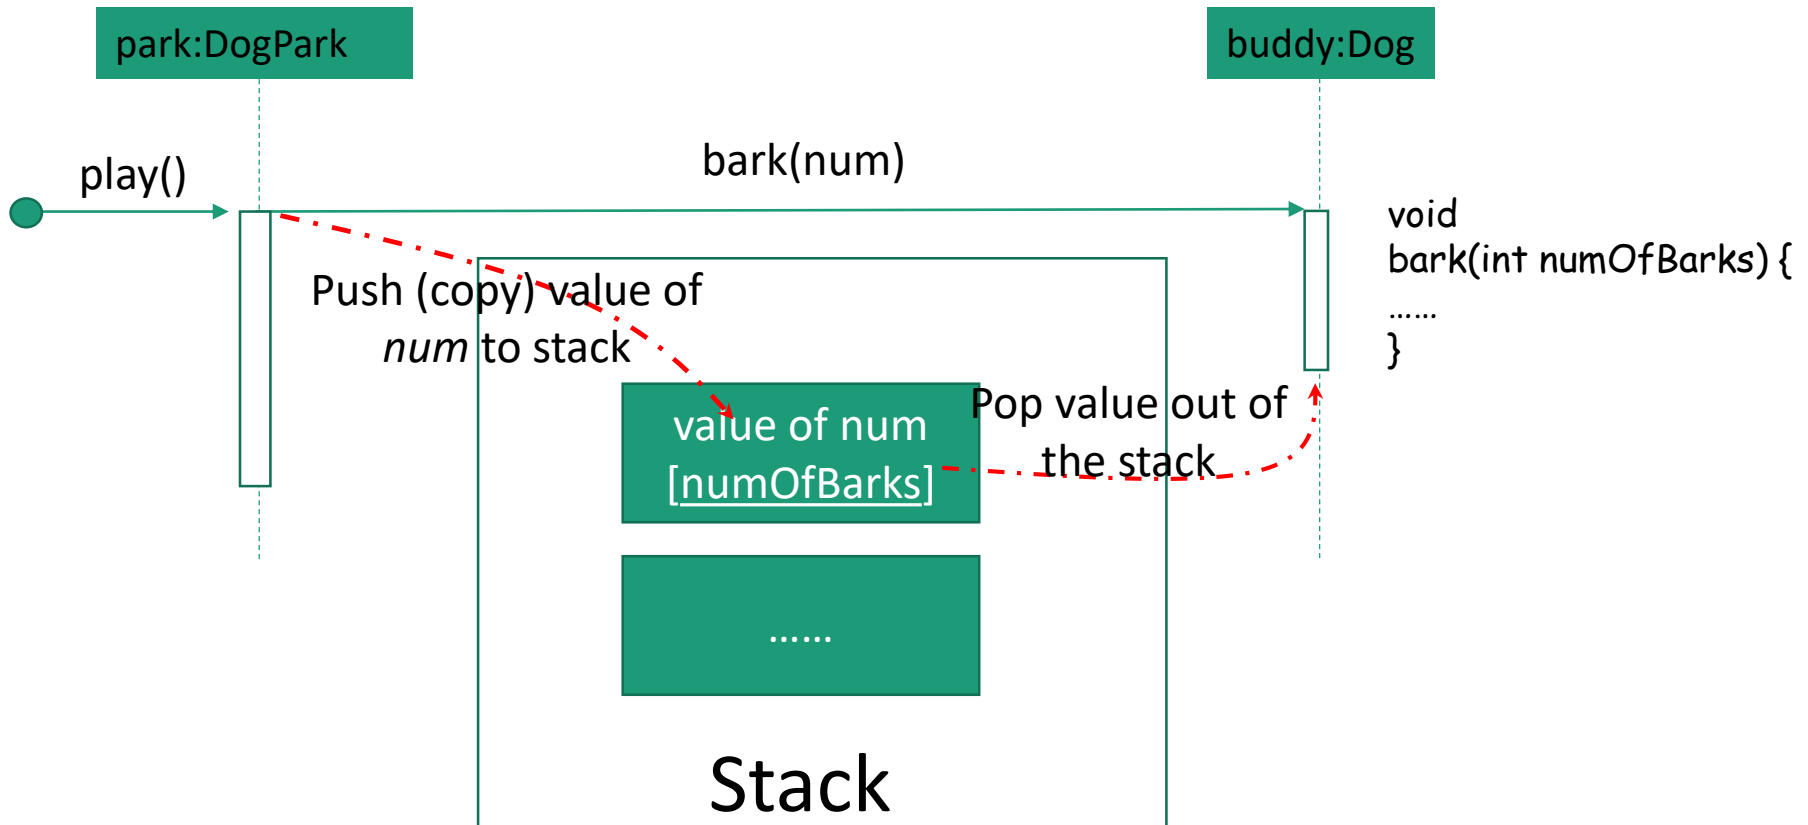 park:DogPark
buddy:Dog
play()
bark(num)
void
bark(int numOfBarks) {
......
}
Push (copy) value of
num to stack
value of num
[numOfBarks]
Pop value out of
the stack
......
Stack